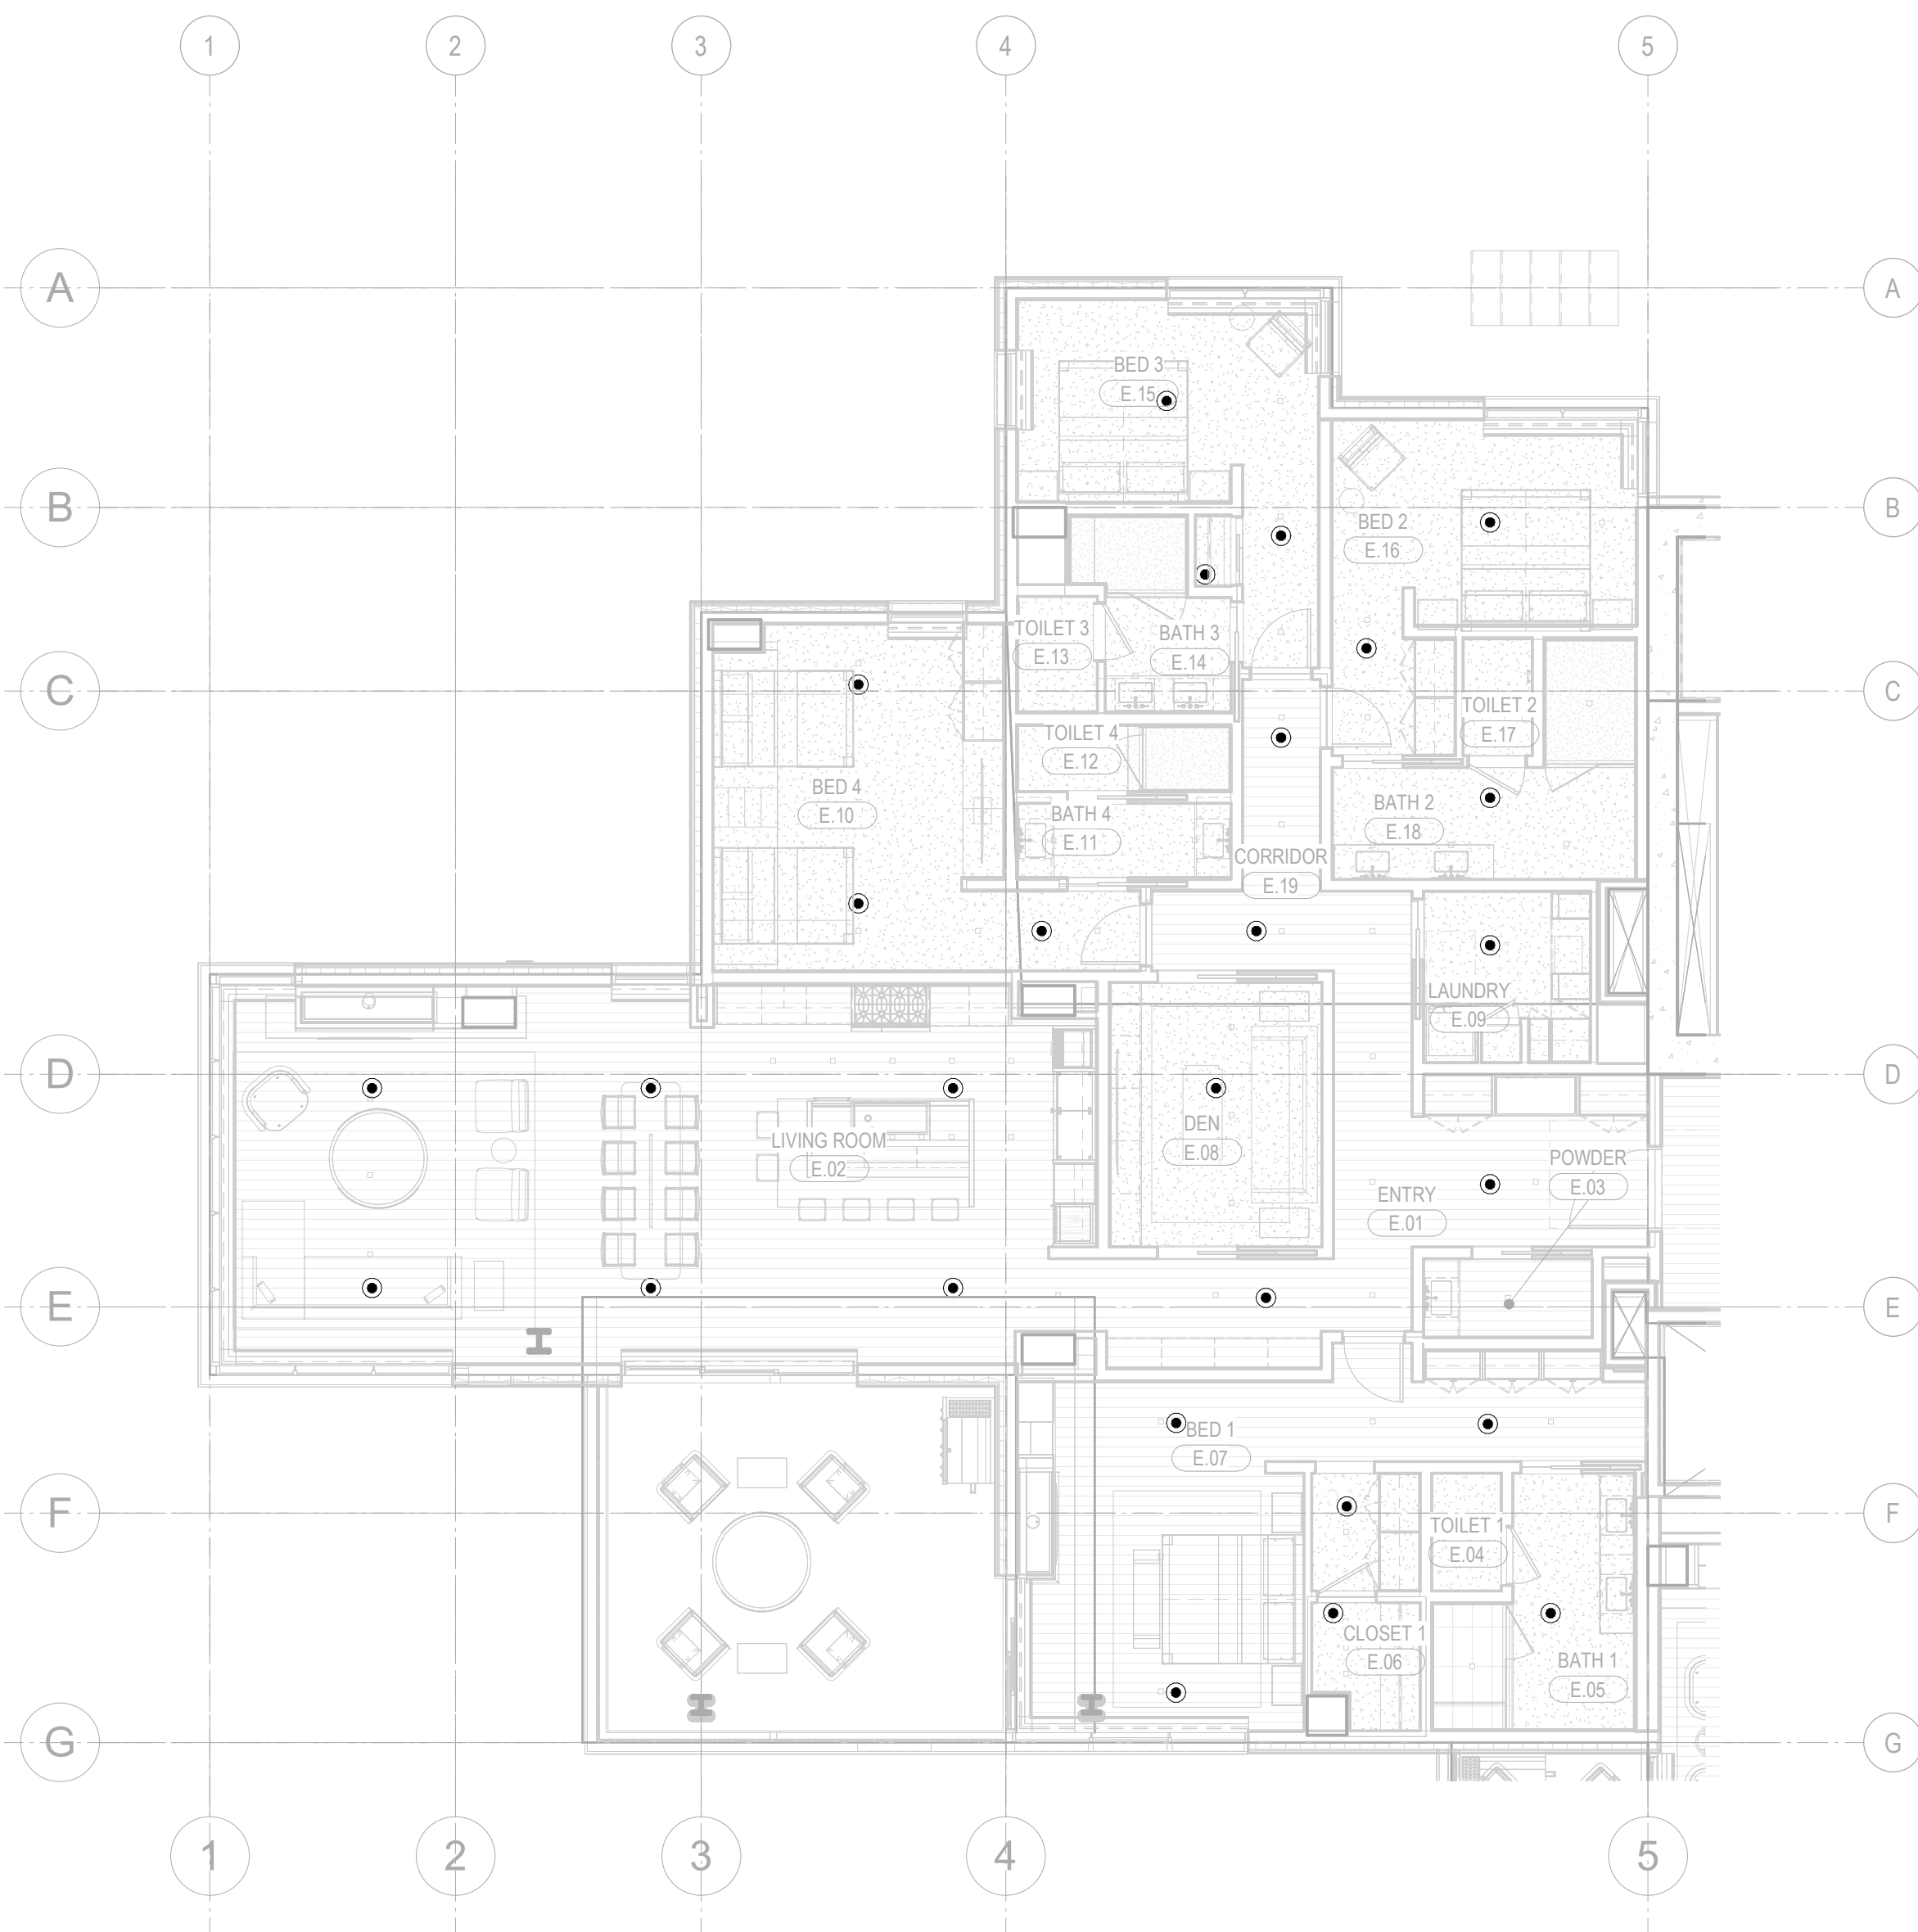 1
2
3
4
5
A
A
BED 3
E.15
B
B
BED 2
E.16
TOILET 3
E.13
BATH 3
E.14
C
C
TOILET 2
E.17
TOILET 4
E.12
BED 4
E.10
BATH 4
E.11
BATH 2
E.18
CORRIDOR
E.19
LAUNDRY
E.09
D
D
DEN
E.08
LIVING ROOM
E.02
POWDER
E.03
ENTRY
E.01
E
E
BED 1
E.07
F
F
TOILET 1
E.04
CLOSET 1
E.06
BATH 1
E.05
G
G
1
2
3
4
5